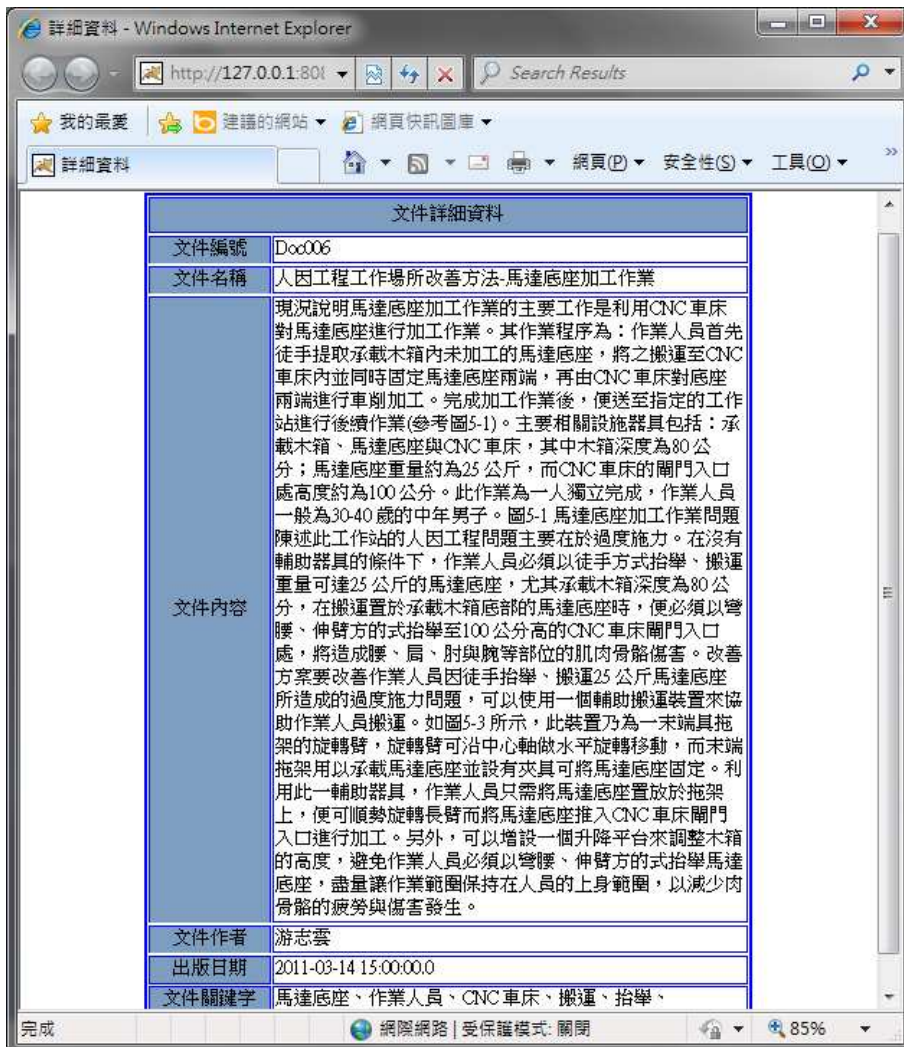 詳細資料 - Windows Internet Explorer
http://127.0.0.1:808
Search Results
我的最愛 建議的網站 網頁快訊圖庫
詳細資料 網頁(P) 安全性(S) 工具(O) »
文件詳細資料
文件編號 Doc006
文件名稱 人因工程工作場所改善方法-馬達底座加工作業
現況說明馬達底座加工作業的主要工作是利用CNC車床
對馬達底座進行加工作業。其作業程序為：作業人員首先
徒手提取承載木箱內未加工的馬達底座，將之搬運至CNC
車床內並同時固定馬達底座兩端，再由CNC車床對底座
兩端進行車削加工。完成加工作業後，便送至指定的工作
站進行後續作業(參考圖5-1)。主要相關設施器具包括：承
載木箱、馬達底座與CNC車床，其中木箱深度為80公
分；馬達底座重量約為25公斤，而CNC車床的閘門入口
處高度約為100公分。此作業為一人獨立完成，作業人員
一般為30-40歲的中年男子。圖5-1 馬達底座加工作業問題
陳述此工作站的人因工程問題主要在於過度施力。在沒有
輔助器具的條件下，作業人員必須以徒手方式抬舉、搬運
重量可達25公斤的馬達底座，尤其承載木箱深度為80公
文件內容 分，在搬運置於承載木箱底部的馬達底座時，便必須以彎
腰、伸臂方的式抬舉至100公分高的CNC車床閘門入口
處，將造成腰、肩、肘與腕等部位的肌肉骨骼傷害。改善
方案要改善作業人員因徒手抬舉、搬運25公斤馬達底座
所造成的過度施力問題，可以使用一個輔助搬運裝置來協
助作業人員搬運。如圖5-3所示，此裝置乃為一末端具拖
架的旋轉臂，旋轉臂可沿中心軸做水平旋轉移動，而末端
拖架用以承載馬達底座並設有夾具可將馬達底座固定。利
用此一輔助器具，作業人員只需將馬達底座置放於拖架
上，便可順勢旋轉長臂而將馬達底座推入CNC車床閘門
入口進行加工。另外，可以增設一個升降平台來調整木箱
的高度，避免作業人員必須以彎腰、伸臂方的式抬舉馬達
底座，盡量讓作業範圍保持在人員的上身範圍，以減少肉
骨骼的疲勞與傷害發生。
文件作者 游志雲
出版日期 2011-03-14 15:00:00.0
文件關鍵字 馬達底座、作業人員、CNC車床、搬運、抬舉、
完成 網際網路 | 受保護模式: 關閉 85%